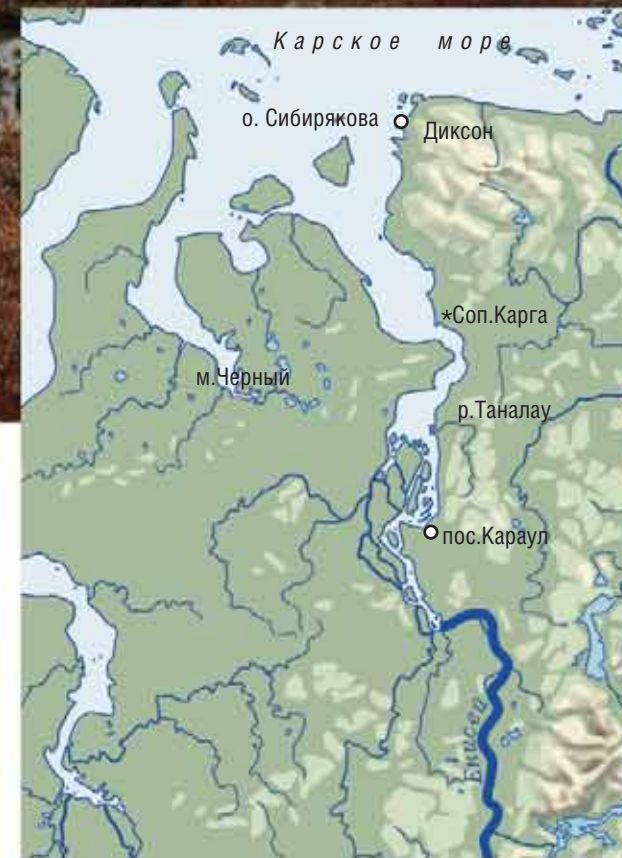 Карское море
о. Сибирякова
Диксон
*Соп.Карга
м.Черный
р.Таналау
пос.Караул
Енисей